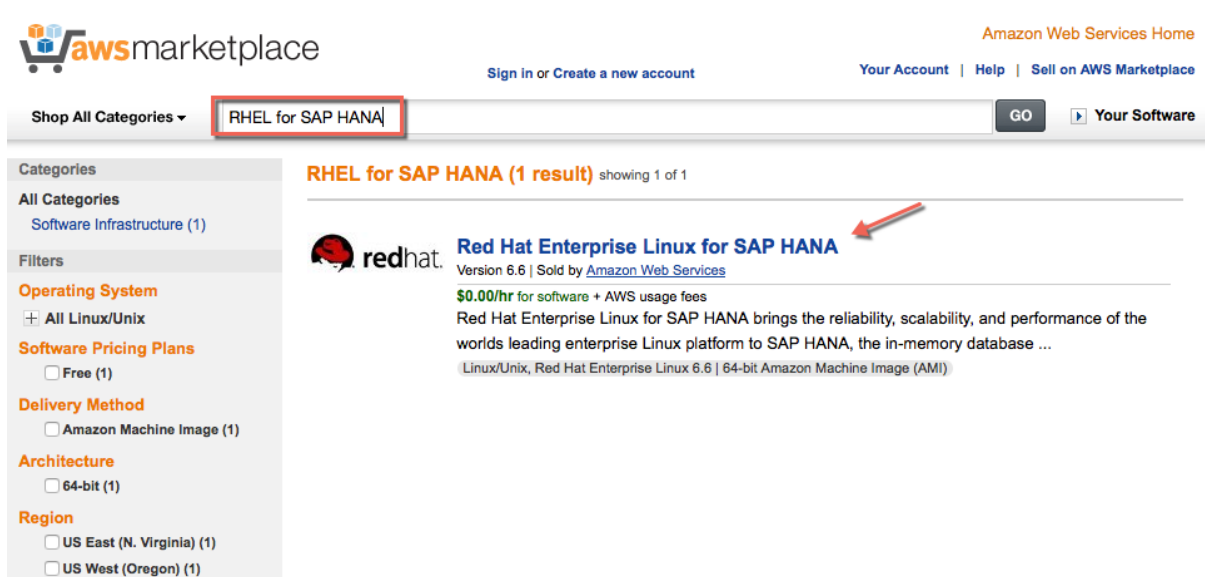 awsmarketplace
Amazon Web Services Home
Sign in or Create a new account
Your Account | Help | Sell on AWS Marketplace
Shop All Categories
RHEL for SAP HANA
GO
Your Software
Categories
All Categories
Software Infrastructure (1)
Filters
Operating System
All Linux/Unix
Software Pricing Plans
Free (1)
Delivery Method
Amazon Machine Image (1)
Architecture
64-bit (1)
Region
US East (N. Virginia) (1)
US West (Oregon) (1)
RHEL for SAP HANA (1 result) showing 1 of 1
redhat.
Red Hat Enterprise Linux for SAP HANA
Version 6.6 | Sold by Amazon Web Services
$0.00/hr for software + AWS usage fees
Red Hat Enterprise Linux for SAP HANA brings the reliability, scalability, and performance of the
worlds leading enterprise Linux platform to SAP HANA, the in-memory database ...
Linux/Unix, Red Hat Enterprise Linux 6.6 | 64-bit Amazon Machine Image (AMI)